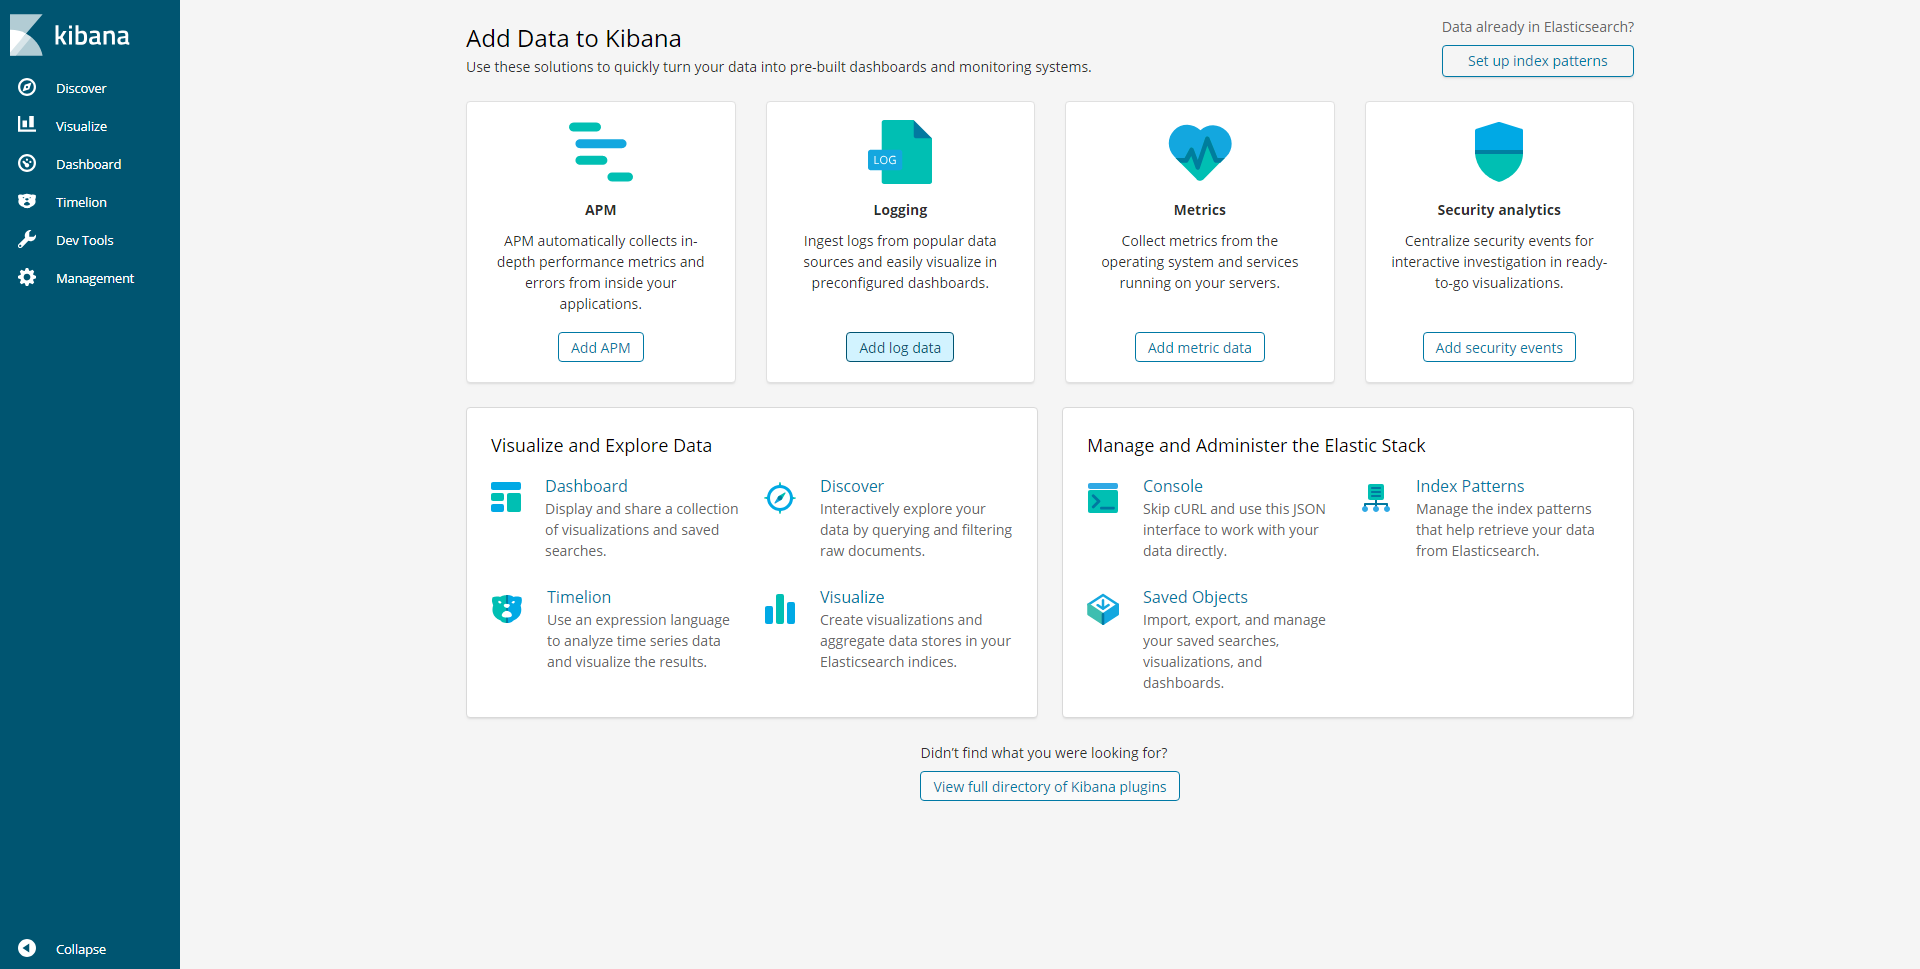 kibana
Discover
Visualize
Dashboard
Timelion
Dev Tools
Management
Collapse
Add Data to Kibana
Use these solutions to quickly turn your data into pre-built dashboards and monitoring systems.
Data already in Elasticsearch?
Set up index patterns
APM
APM automatically collects in-
depth performance metrics and
errors from inside your
applications.
Add APM
LOG
Logging
Ingest logs from popular data
sources and easily visualize in
preconfigured dashboards.
Add log data
Metrics
Collect metrics from the
operating system and services
running on your servers.
Add metric data
Security analytics
Centralize security events for
interactive investigation in ready-
to-go visualizations.
Add security events
Visualize and Explore Data
Dashboard
Display and share a collection
of visualizations and saved
searches.
Discover
Interactively explore your
data by querying and filtering
raw documents.
Timelion
Use an expression language
to analyze time series data
and visualize the results.
Visualize
Create visualizations and
aggregate data stores in your
Elasticsearch indices.
Manage and Administer the Elastic Stack
Console
Skip cURL and use this JSON
interface to work with your
data directly.
Index Patterns
Manage the index patterns
that help retrieve your data
from Elasticsearch.
Saved Objects
Import, export, and manage
your saved searches,
visualizations, and
dashboards.
Didn't find what you were looking for?
View full directory of Kibana plugins